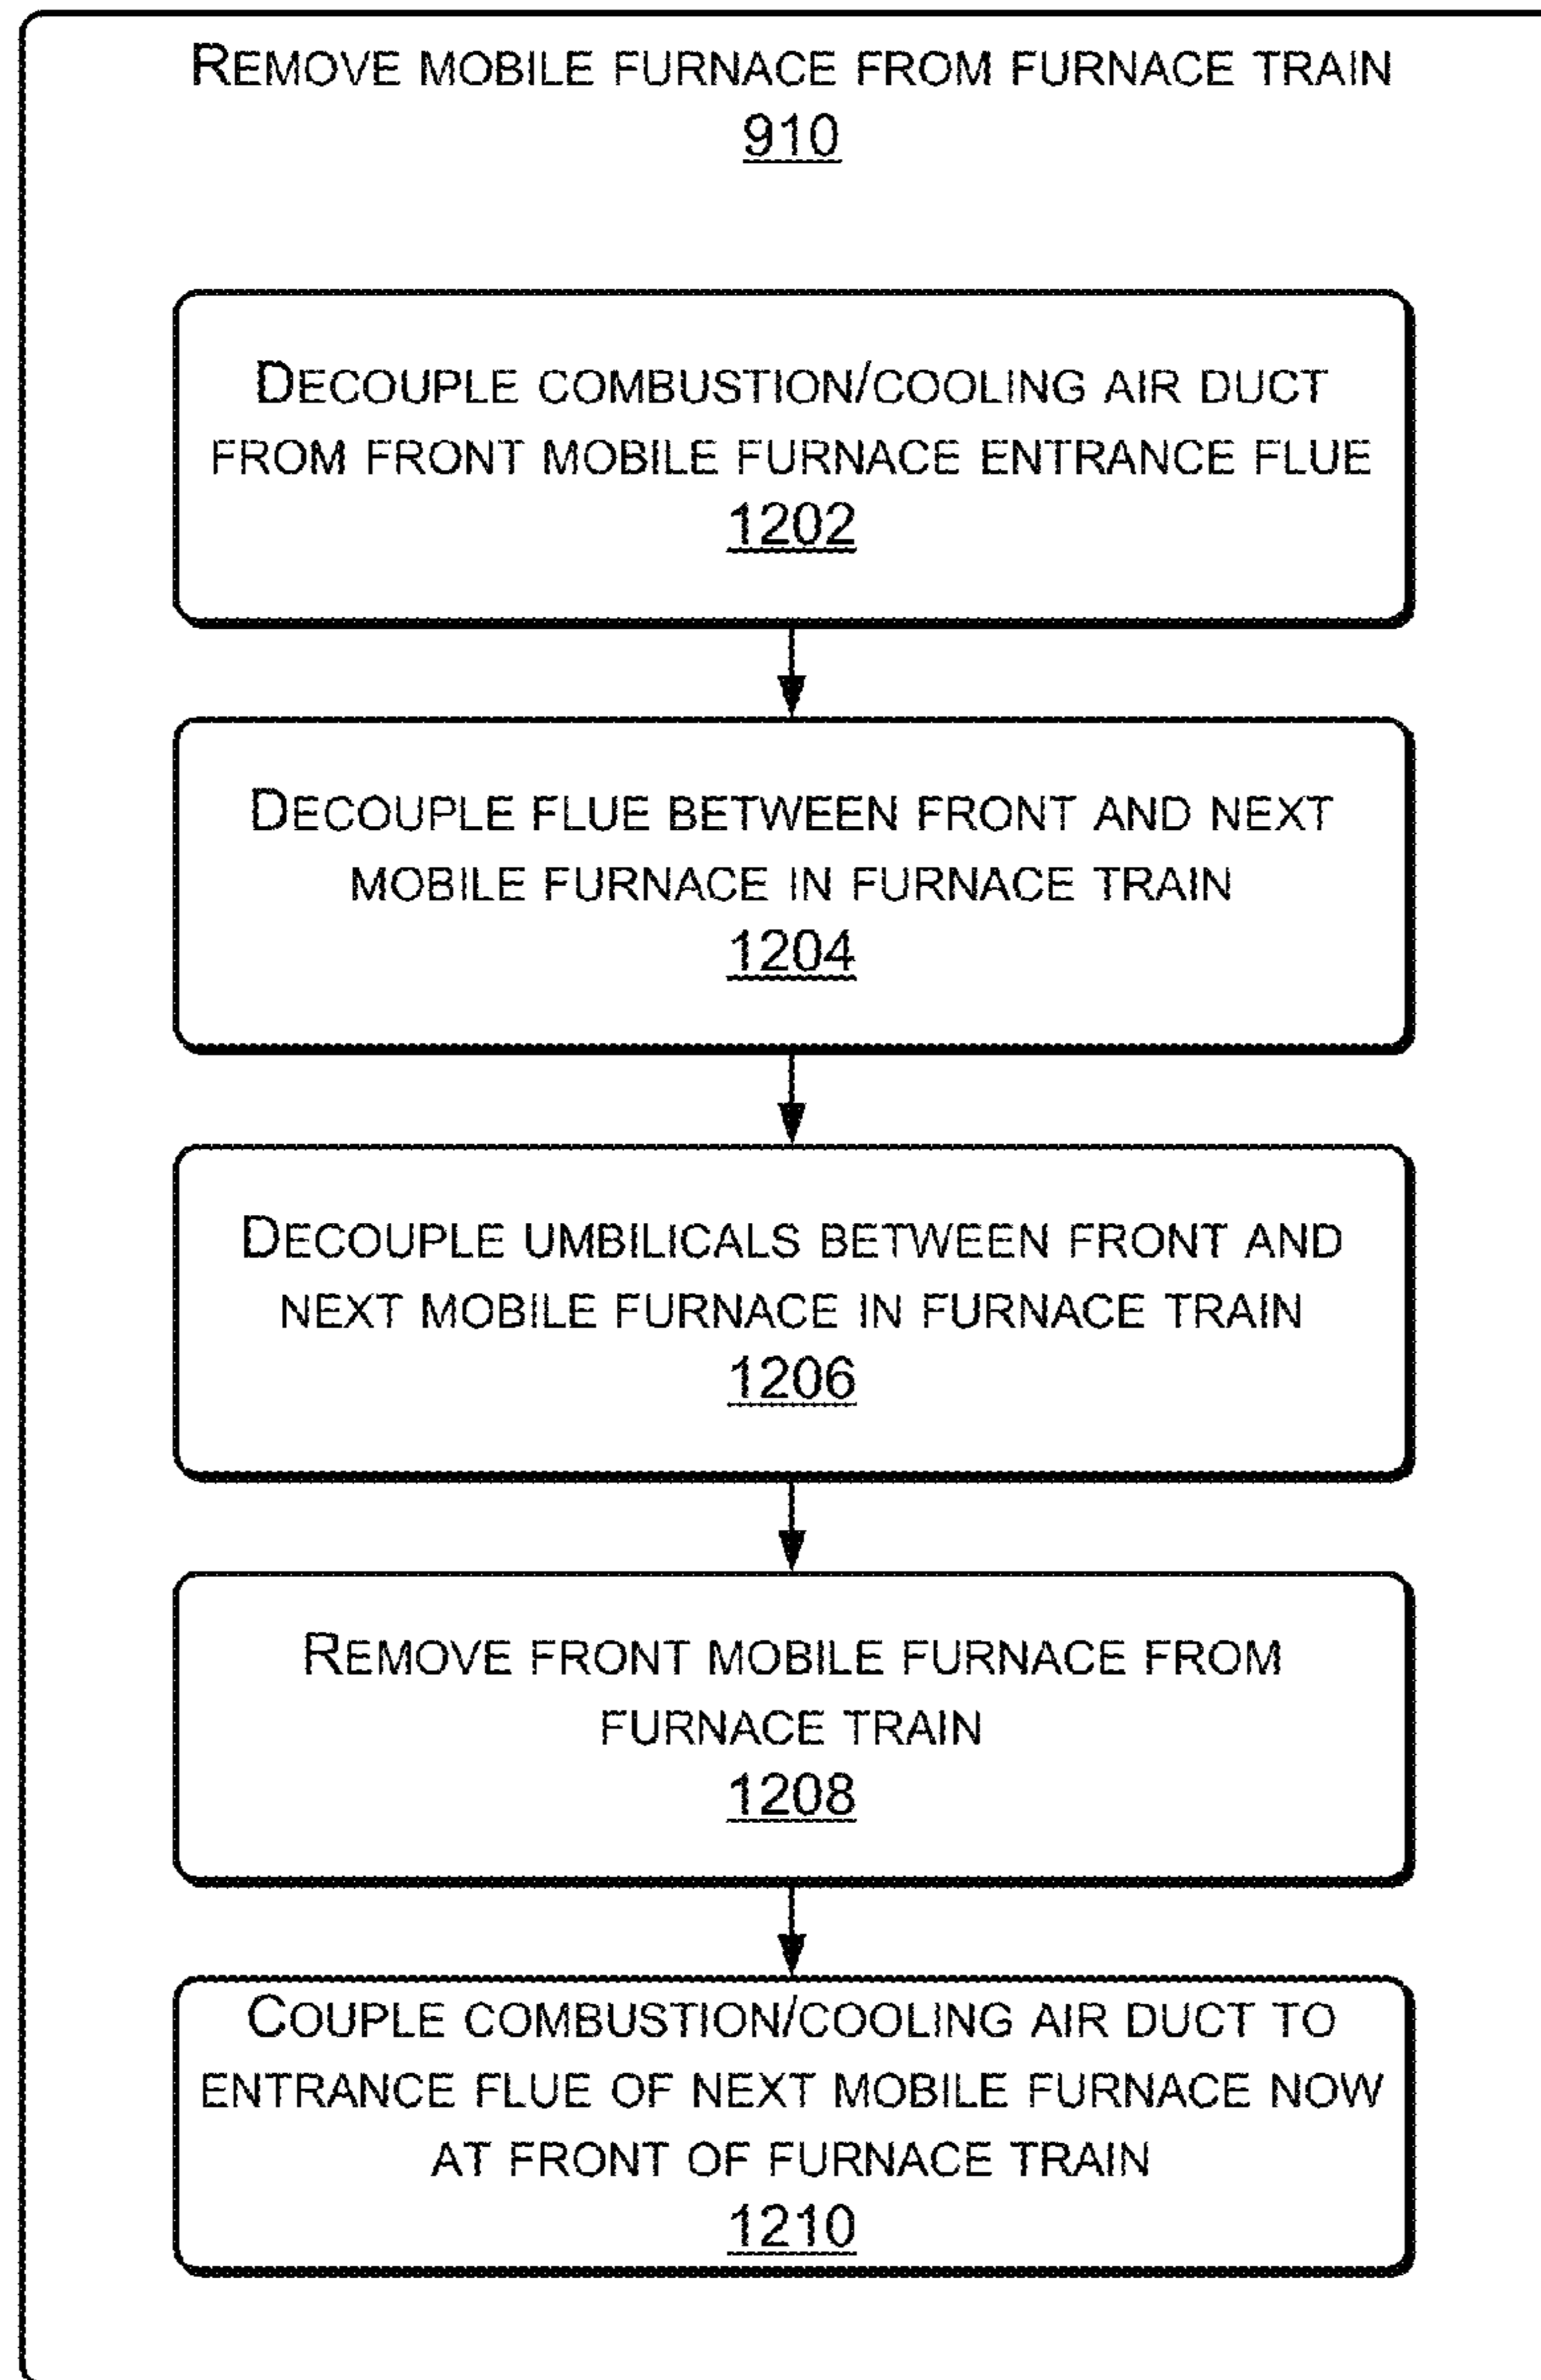 REMOVE MOBILE FURNACE FROM FURNACE TRAIN
910
DECOUPLE COMBUSTION/COOLING AIR DUCT
FROM FRONT MOBILE FURNACE ENTRANCE FLUE
1202
DECOUPLE FLUE BETWEEN FRONT AND NEXT
MOBILE FURNACE IN FURNACE TRAIN
1204
DECOUPLE UMBILICALS BETWEEN FRONT AND
NEXT MOBILE FURNACE IN FURNACE TRAIN
1206
REMOVE FRONT MOBILE FURNACE FROM
FURNACE TRAIN
1208
COUPLE COMBUSTION/COOLING AIR DUCT TO
ENTRANCE FLUE OF NEXT MOBILE FURNACE NOW
AT FRONT OF FURNACE TRAIN
1210